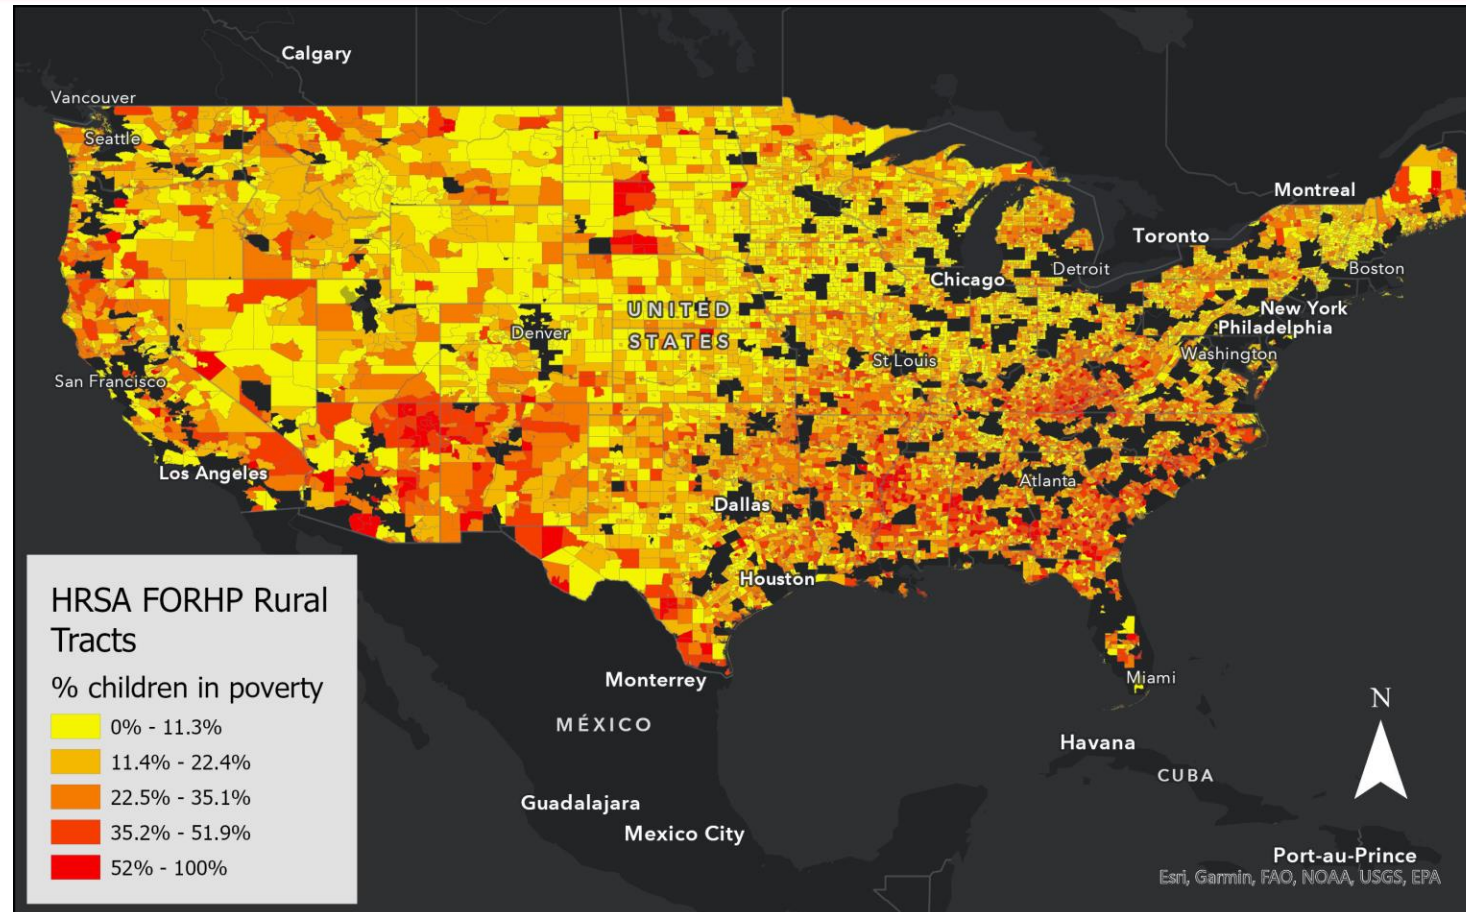 Calgary
Vancouver
Seattle
Montreal
Toronto
Boston
Detroit
Chicago
New York
Philadelphia
UNITED
STATES
Denver
Washington
St Louis
San Francisco
Los Angeles
Atlanta
Dallas
Houston
Monterrey
Miami
MÉXICO
Havana
CUBA
Guadalajara
Mexico City
Port-au-Prince
HRSA FORHP Rural
Tracts
% children in poverty
0% - 11.3%
11.4% - 22.4%
22.5% - 35.1%
35.2% - 51.9%
52% - 100%
N
Esri, Garmin, FAO, NOAA, USGS, EPA